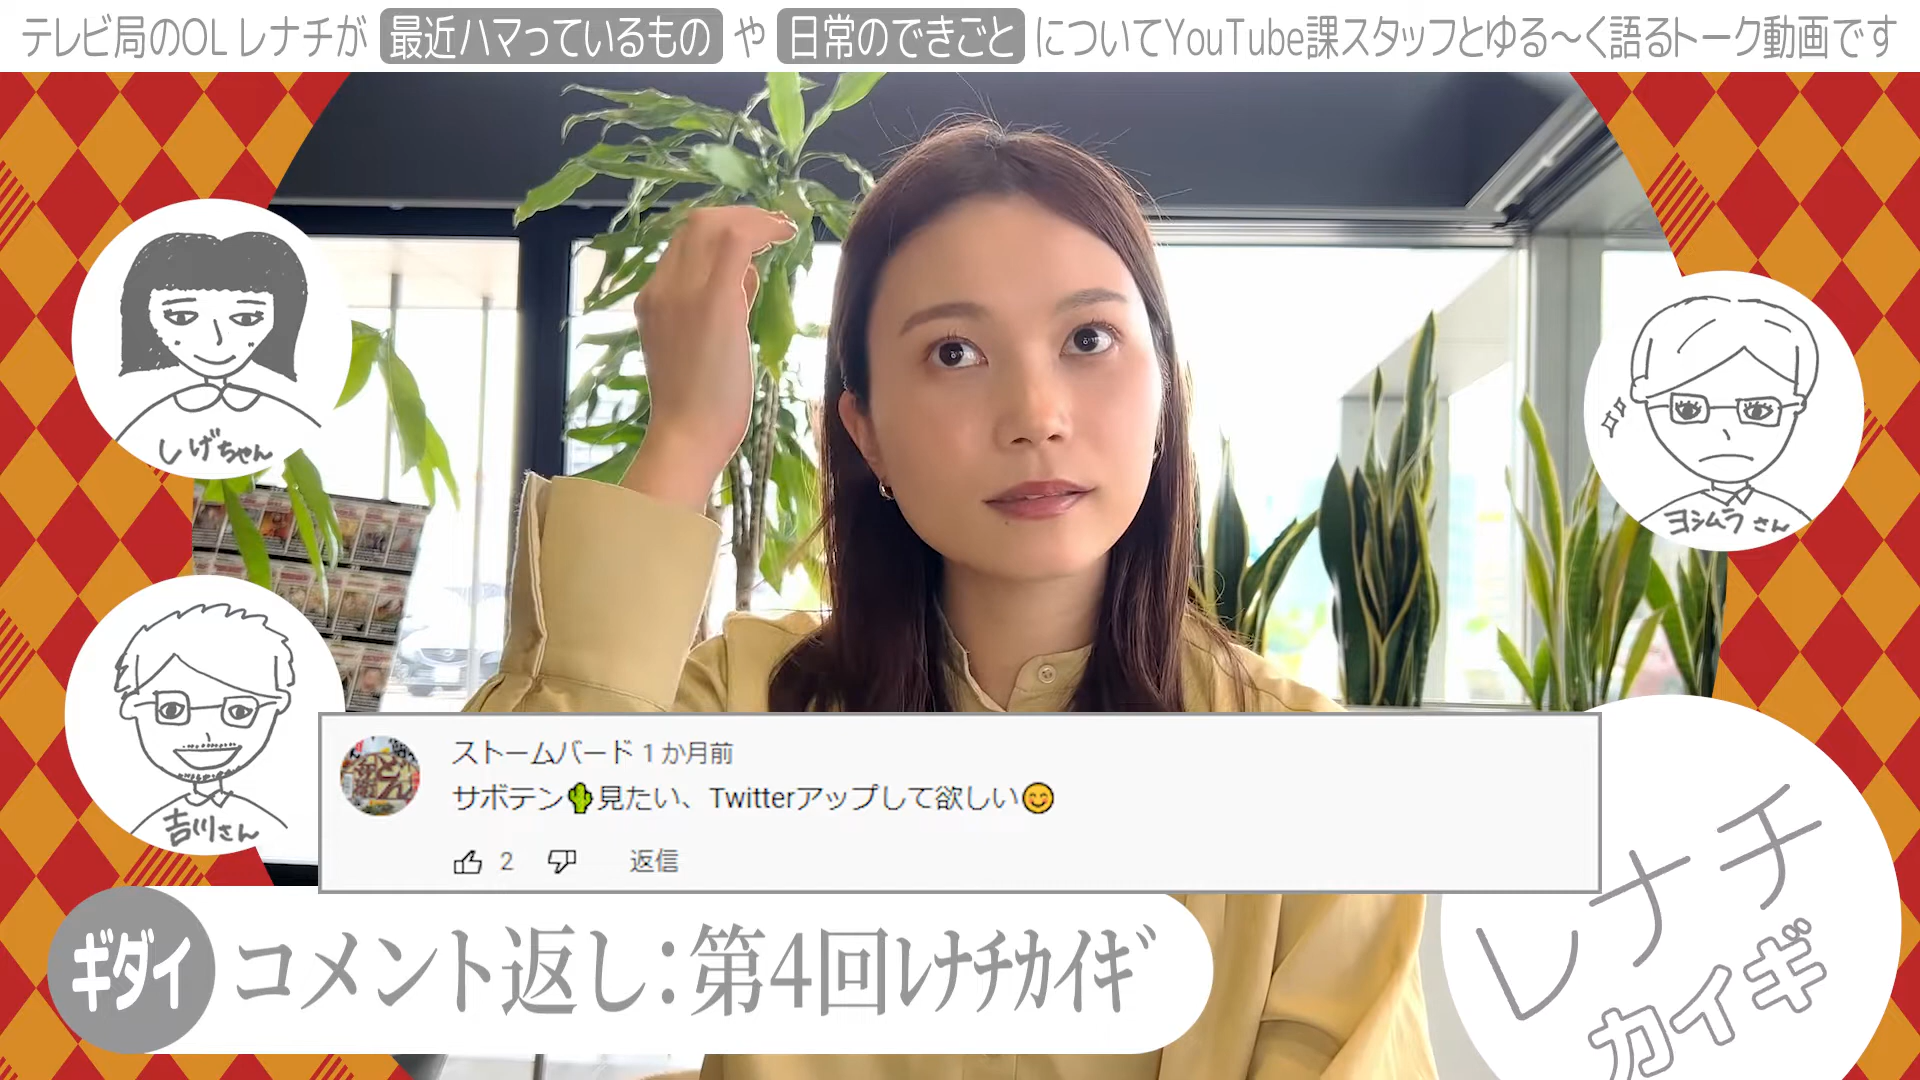 テレビ局のOLレナチが 最近ハマっているもの や 日常のできごと についてYouTube課スタッフとゆる〜く語るトーク動画です
しげちゃん
ヨシムラさん
吉川さん
ストームバード 1 か月前
サボテン🌵見たい、Twitterアップして欲しい😊
2 返信
ギダイ コメント返し：第4回ﾚﾅﾁｶｲｷﾞ
レナチ
カイギ